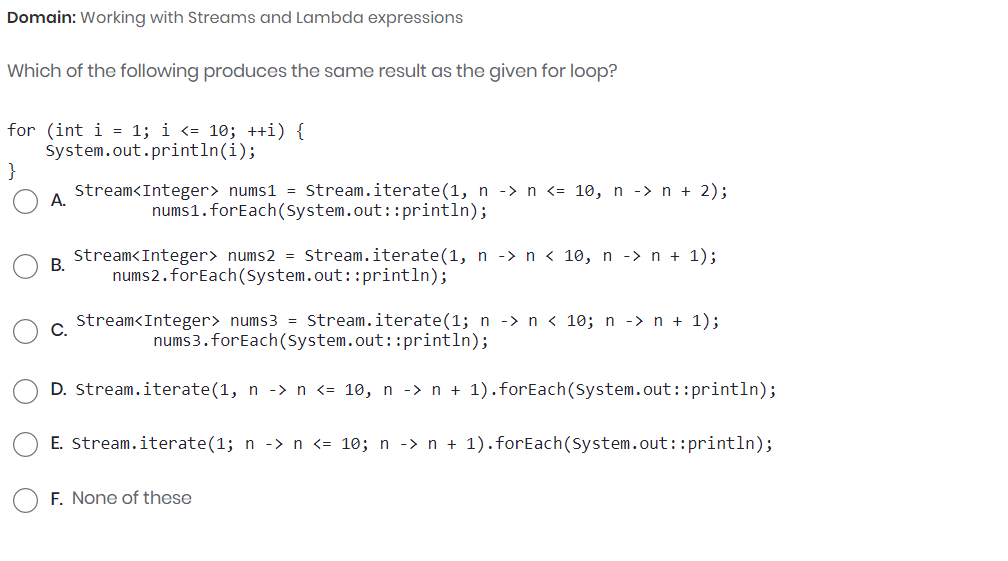 Domain: Working with Streams and Lambda expressions
Which of the following produces the same result as the given for loop?
for (int i = 1; i <= 10; ++i) {
    System.out.println(i);
}
A. Stream<Integer> nums1 = Stream.iterate(1, n -> n <= 10, n -> n + 2);
nums1.forEach(System.out::println);
B. Stream<Integer> nums2 = Stream.iterate(1, n -> n < 10, n -> n + 1);
nums2.forEach(System.out::println);
C. Stream<Integer> nums3 = Stream.iterate(1; n -> n < 10; n -> n + 1);
nums3.forEach(System.out::println);
D. Stream.iterate(1, n -> n <= 10, n -> n + 1).forEach(System.out::println);
E. Stream.iterate(1; n -> n <= 10; n -> n + 1).forEach(System.out::println);
F. None of these